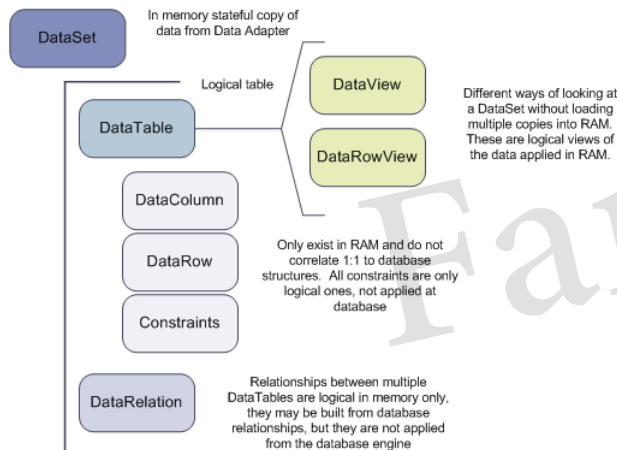 DataSet
In memory stateful copy of
data from Data Adapter
Logical table
DataTable
DataView
DataRowView
Different ways of looking at
a DataSet without loading
multiple copies into RAM.
These are logical views of
the data applied in RAM.
DataColumn
DataRow
Constraints
Only exist in RAM and do not
correlate 1:1 to database
structures. All constraints are only
logical ones, not applied at
database
DataRelation
Relationships between multiple
DataTables are logical in memory only,
they may be built from database
relationships, but they are not applied
from the database engine